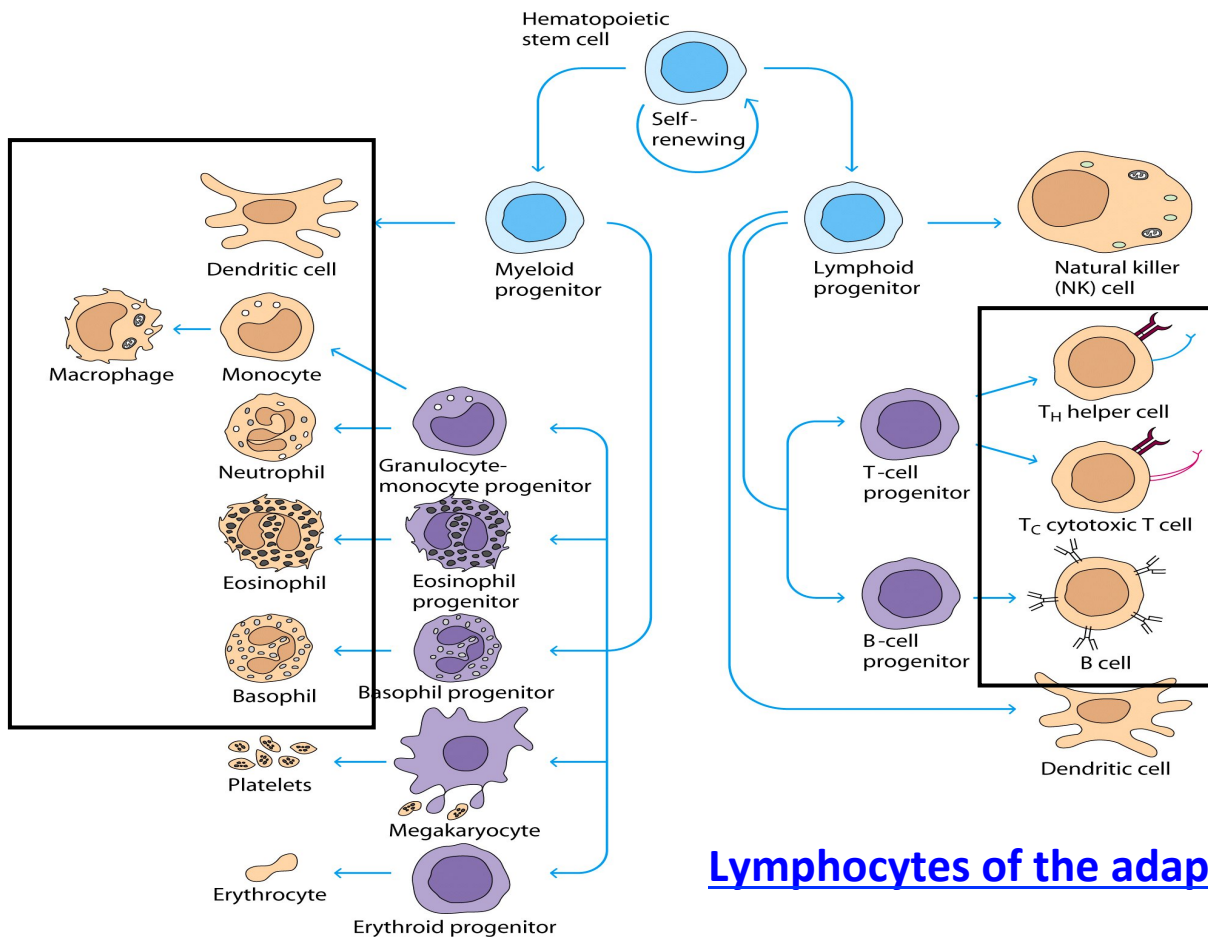 Hematopoietic
stem cell
Self-
renewing
Dendritic cell
Myeloid
progenitor
Lymphoid
progenitor
Natural killer
(NK) cell
Macrophage
Monocyte
TH helper cell
Neutrophil
Granulocyte-
monocyte progenitor
T-cell
progenitor
TC cytotoxic T cell
Eosinophil
Eosinophil
progenitor
B-cell
progenitor
B cell
Basophil
Basophil progenitor
Dendritic cell
Platelets
Megakaryocyte
Lymphocytes of the adap
Erythrocyte
Erythroid progenitor